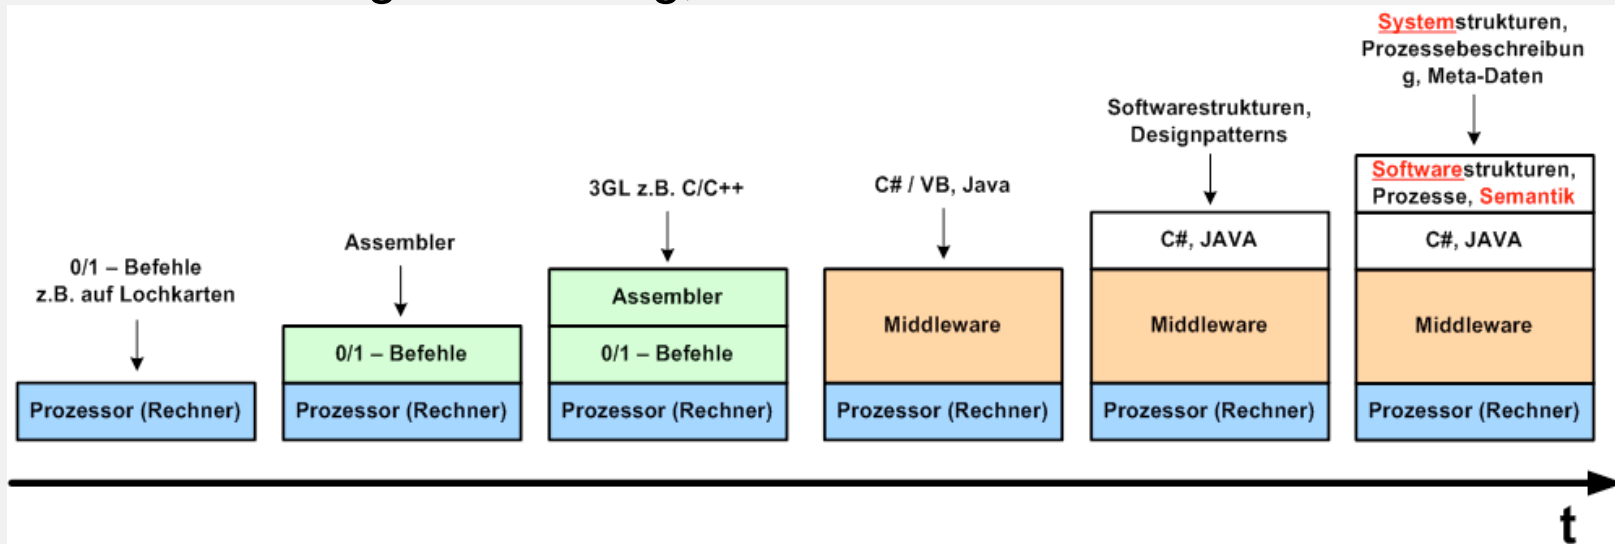 0/1 – Befehle
z.B. auf Lochkarten
Prozessor (Rechner)
Assembler
0/1 – Befehle
Prozessor (Rechner)
3GL z.B. C/C++
Assembler
0/1 – Befehle
Prozessor (Rechner)
C# / VB, Java
Middleware
Prozessor (Rechner)
Softwarestrukturen,
Designpatterns
C#, JAVA
Middleware
Prozessor (Rechner)
Systemstrukturen,
Prozessebeschreibun
g, Meta-Daten
Softwarestrukturen,
Prozesse, Semantik
C#, JAVA
Middleware
Prozessor (Rechner)
t